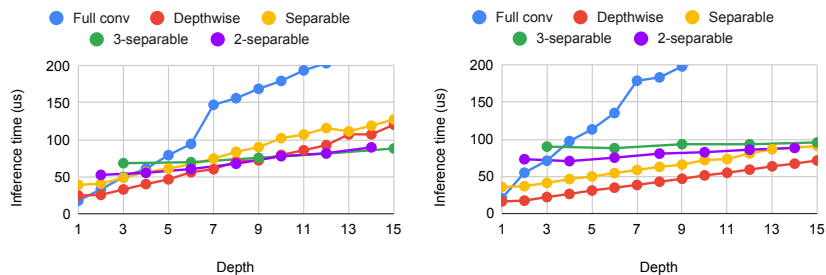 Full conv Depthwise Separable
3-separable 2-separable
200
150
100
50
0
Inference time (us)
1 3 5 7 9 11 13 15
Depth
Full conv Depthwise Separable
3-separable 2-separable
200
150
100
50
0
Inference time (us)
1 3 5 7 9 11 13 15
Depth